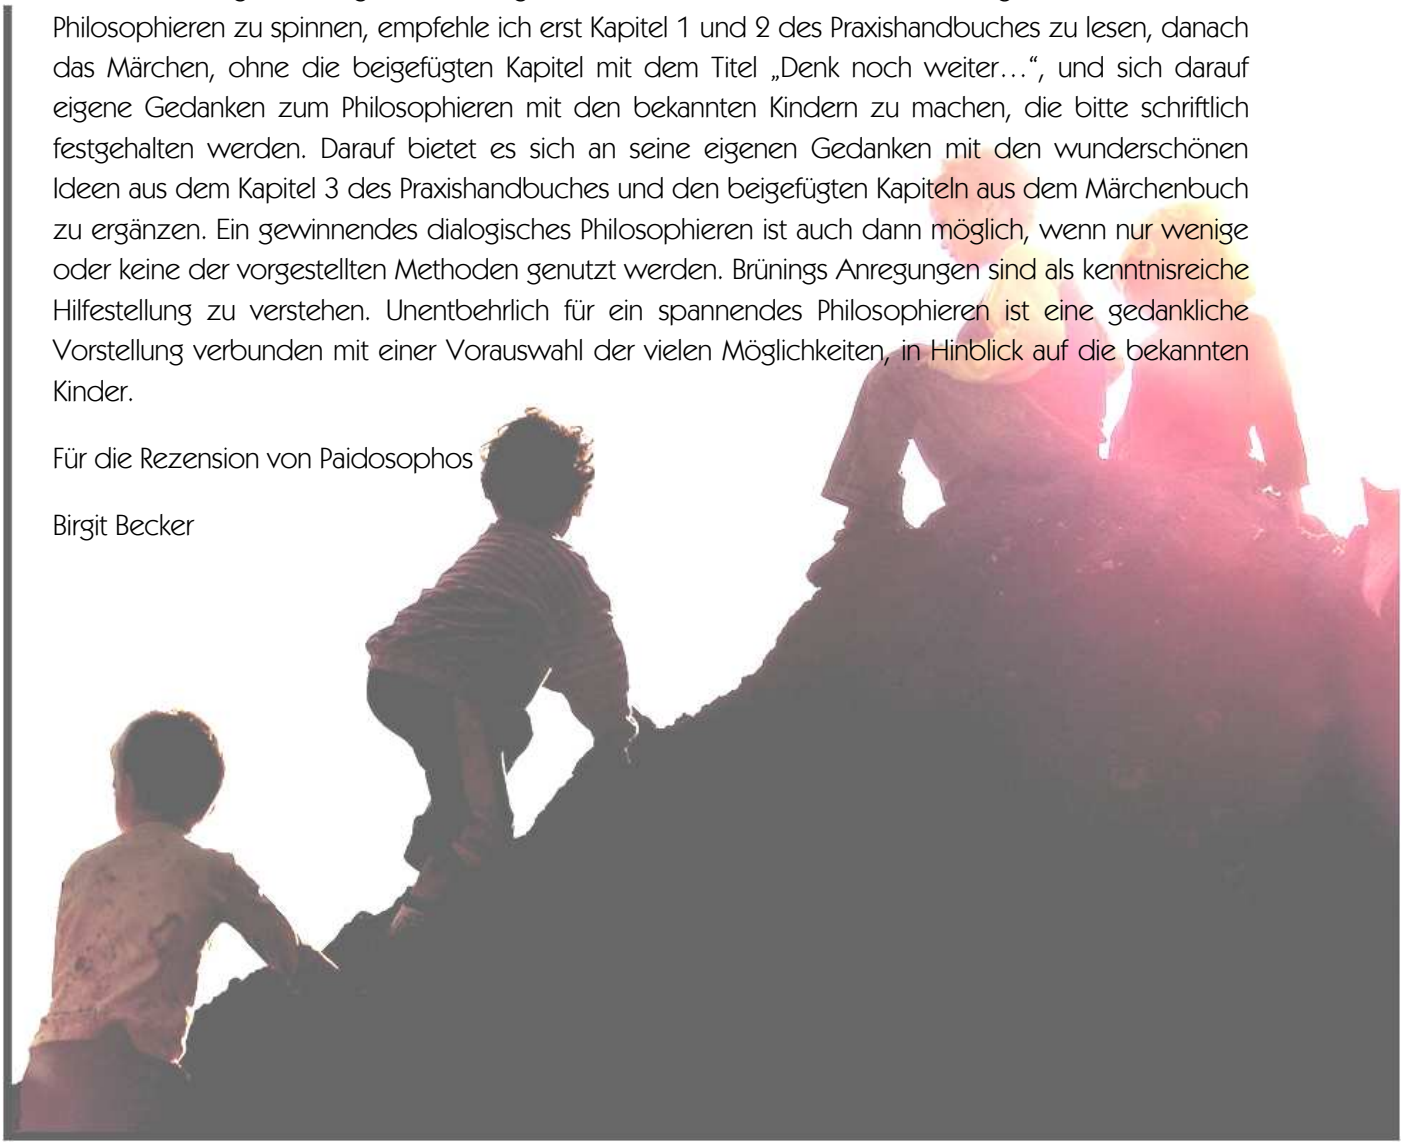 Philosophieren zu spinnen, empfehle ich erst Kapitel 1 und 2 des Praxishandbuches zu lesen, danach
das Märchen, ohne die beigefügten Kapitel mit dem Titel „Denk noch weiter…“, und sich darauf
eigene Gedanken zum Philosophieren mit den bekannten Kindern zu machen, die bitte schriftlich
festgehalten werden. Darauf bietet es sich an seine eigenen Gedanken mit den wunderschönen
Ideen aus dem Kapitel 3 des Praxishandbuches und den beigefügten Kapiteln aus dem Märchenbuch
zu ergänzen. Ein gewinnendes dialogisches Philosophieren ist auch dann möglich, wenn nur wenige
oder keine der vorgestellten Methoden genutzt werden. Brünings Anregungen sind als kenntnisreiche
Hilfestellung zu verstehen. Unentbehrlich für ein spannendes Philosophieren ist eine gedankliche
Vorstellung verbunden mit einer Vorauswahl der vielen Möglichkeiten, in Hinblick auf die bekannten
Kinder.
Für die Rezension von Paidosophos
Birgit Becker